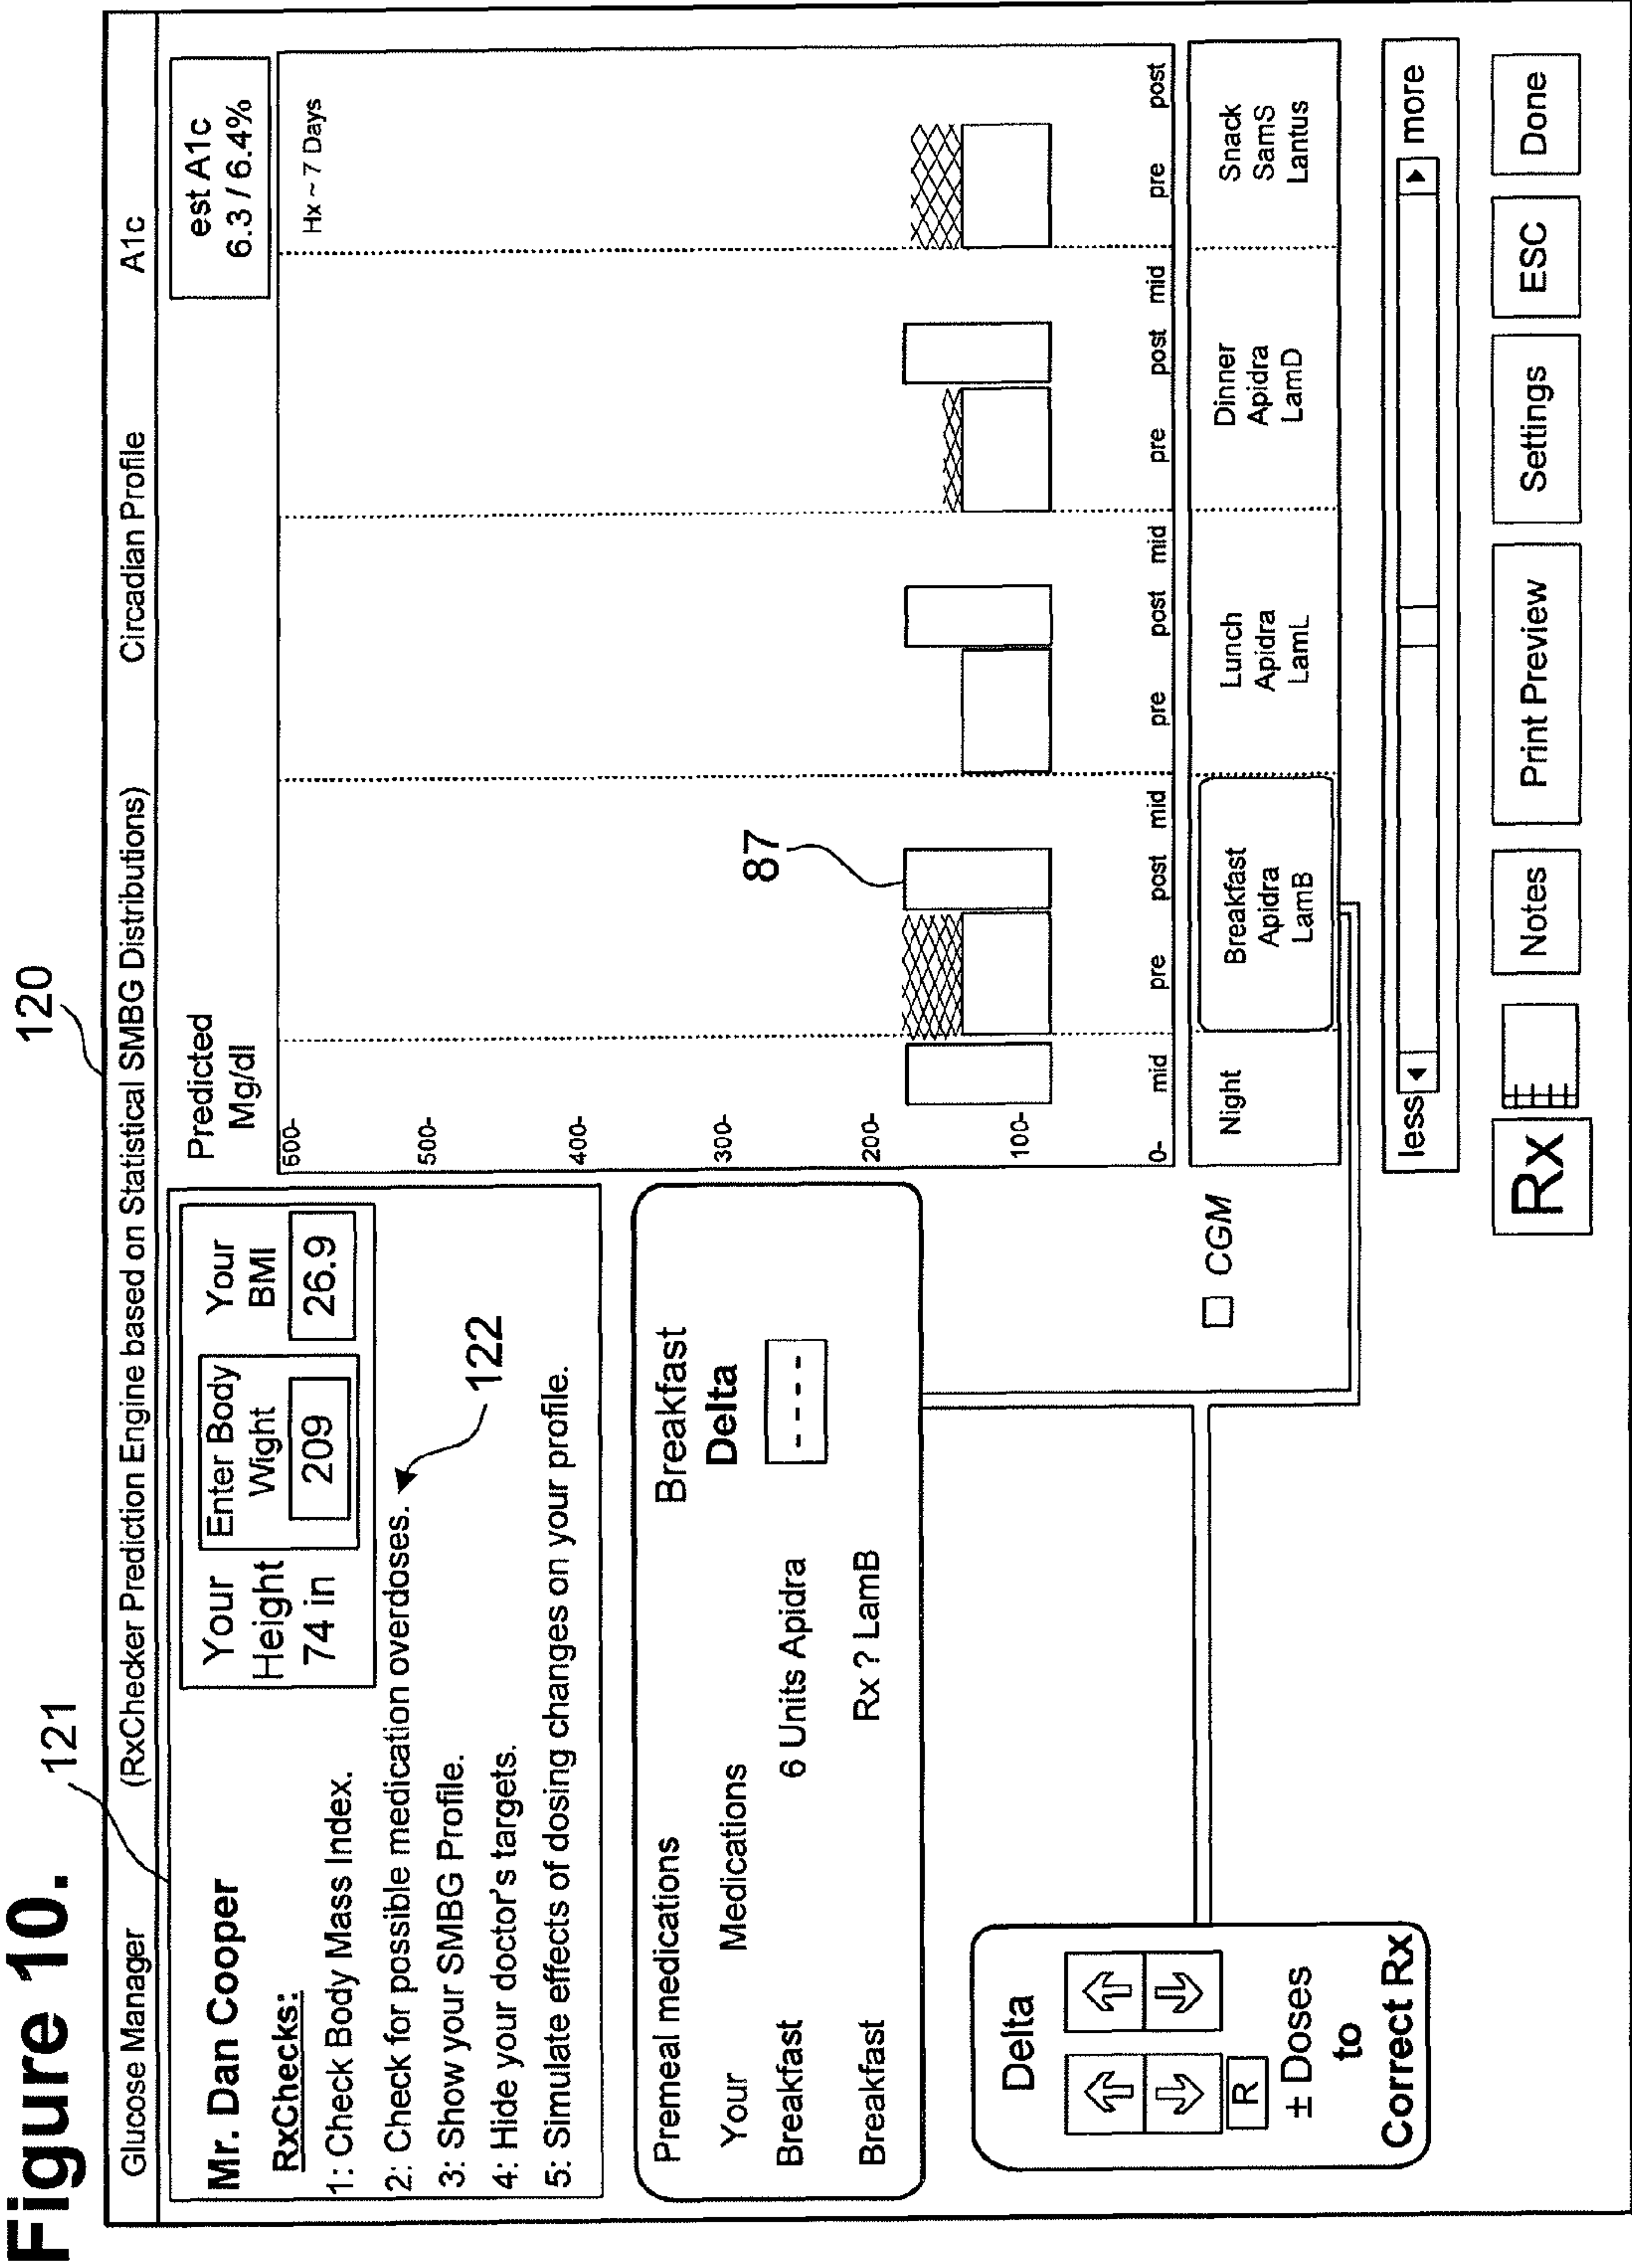 Figure 10.
120
121
Glucose Manager (RxChecker Prediction Engine based on Statistical SMBG Distributions) Circadian Profile A1c
Mr. Dan Cooper
RxChecks:
1: Check Body Mass Index.
2: Check for possible medication overdoses.
3: Show your SMBG Profile.
4: Hide your doctor's targets.
5: Simulate effects of dosing changes on your profile.
Your
Height
74 in
Enter Body
Wight
209
Your
BMI
26.9
122
Premeal medications Breakfast
Your Medications Delta
Breakfast 6 Units Apidra ----
Breakfast Rx ? LamB
Delta
R
± Doses
to
Correct Rx
CGM
Predicted
Mg/dl
est A1c
6.3 / 6.4%
Hx ~ 7 Days
600-
500-
400-
300-
200-
100-
0-
87
mid pre post mid pre post mid pre post mid pre post
Night
Breakfast
Apidra
LamB
Lunch
Apidra
LamL
Dinner
Apidra
LamD
Snack
SamS
Lantus
less more
Rx Notes Print Preview Settings ESC Done